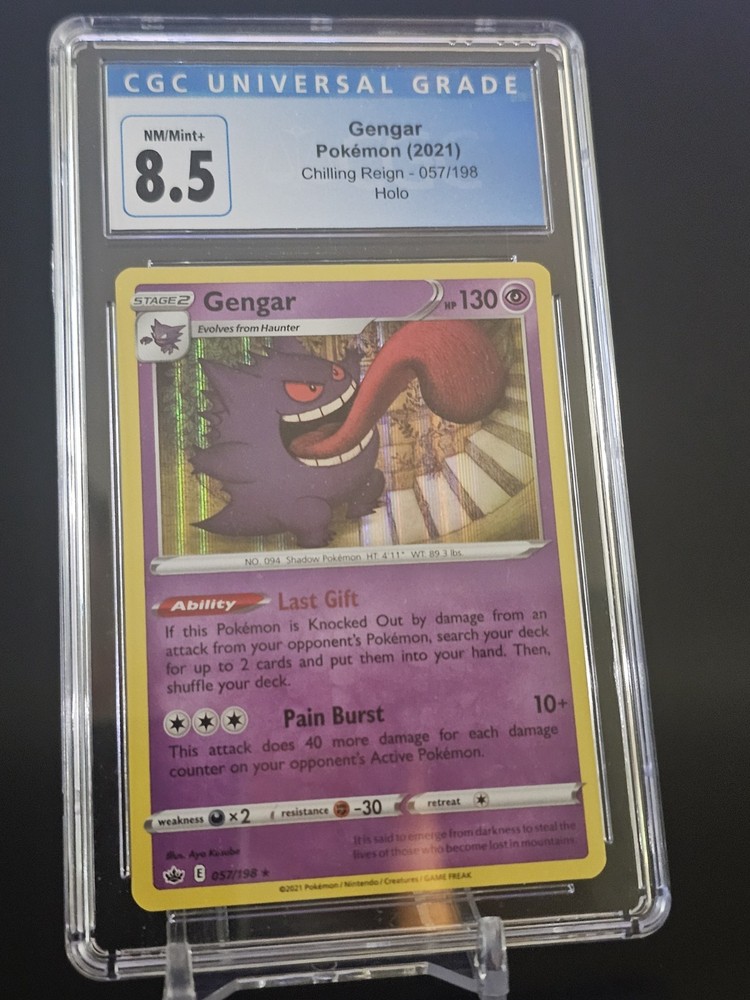 CGC UNIVERSAL GRADE
NM/Mint+
8.5
Gengar
Pokémon (2021)
Chilling Reign - 057/198
Holo
STAGE2 Gengar HP 130
Evolves from Haunter
NO. 094 Shadow Pokémon HT: 4'11" WT: 89.3 lbs.
Ability Last Gift
If this Pokémon is Knocked Out by damage from an
attack from your opponent's Pokémon, search your deck
for up to 2 cards and put them into your hand. Then,
shuffle your deck.
Pain Burst 10+
This attack does 40 more damage for each damage
counter on your opponent's Active Pokémon.
weakness ×2 resistance -30 retreat
It is said to emerge from darkness to steal the
lives of those who become lost in mountains.
Illus. Aya Kusube
E 057/198 ★
©2021 Pokémon / Nintendo / Creatures / GAME FREAK